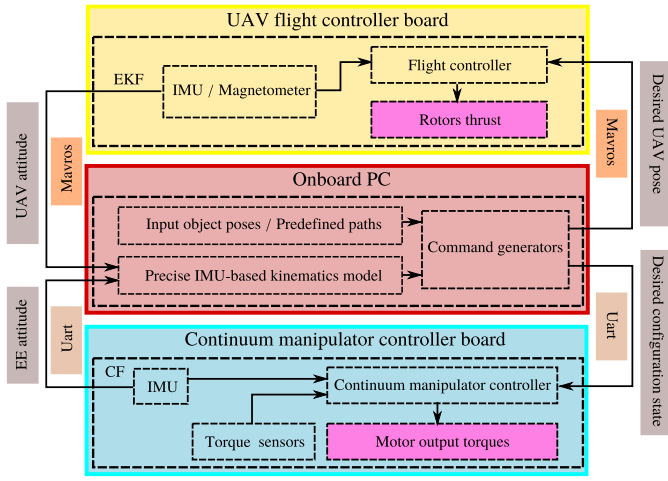 UAV flight controller board
EKF
IMU / Magnetometer
Flight controller
Rotors thrust
UAV attitude
Mavros
Mavros
Desired UAV pose
Onboard PC
Input object poses / Predefined paths
Precise IMU-based kinematics model
Command generators
EE attitude
Uart
Uart
Desired configuration state
Continuum manipulator controller board
CF
IMU
Continuum manipulator controller
Torque sensors
Motor output torques